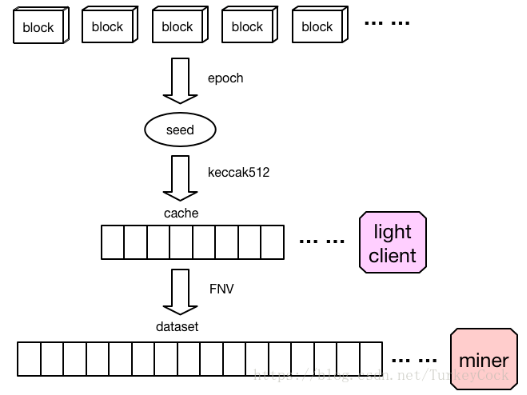 block block block block block ... ...
epoch
seed
keccak512
cache
... ...
light
client
FNV
dataset
... ...
miner
https://blog.csdn.net/TurkeyCock